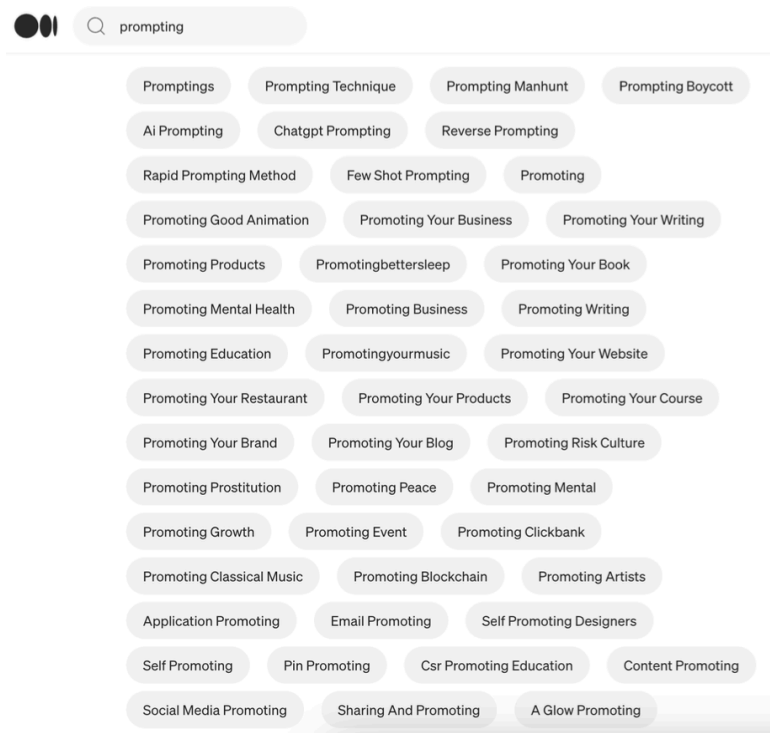 prompting
Promptings Prompting Technique Prompting Manhunt Prompting Boycott
Ai Prompting Chatgpt Prompting Reverse Prompting
Rapid Prompting Method Few Shot Prompting Promoting
Promoting Good Animation Promoting Your Business Promoting Your Writing
Promoting Products Promotingbettersleep Promoting Your Book
Promoting Mental Health Promoting Business Promoting Writing
Promoting Education Promotingyourmusic Promoting Your Website
Promoting Your Restaurant Promoting Your Products Promoting Your Course
Promoting Your Brand Promoting Your Blog Promoting Risk Culture
Promoting Prostitution Promoting Peace Promoting Mental
Promoting Growth Promoting Event Promoting Clickbank
Promoting Classical Music Promoting Blockchain Promoting Artists
Application Promoting Email Promoting Self Promoting Designers
Self Promoting Pin Promoting Csr Promoting Education Content Promoting
Social Media Promoting Sharing And Promoting A Glow Promoting